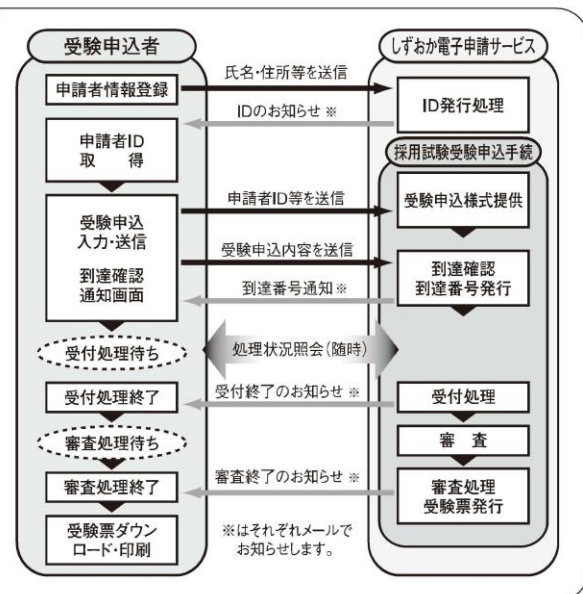 受験申込者
しずおか電子申請サービス
申請者情報登録
氏名・住所等を送信
ID発行処理
IDのお知らせ ※
申請者ID
取　得
採用試験受験申込手続
申請者ID等を送信
受験申込様式提供
受験申込
入力・送信
受験申込内容を送信
到達確認
通知画面
到達番号通知 ※
到達確認
到達番号発行
受付処理待ち
処理状況照会(随時)
受付処理終了
受付終了のお知らせ ※
受付処理
審査処理待ち
審　査
審査処理終了
審査終了のお知らせ ※
審査処理
受験票発行
受験票ダウン
ロード・印刷
※はそれぞれメールで
お知らせします。